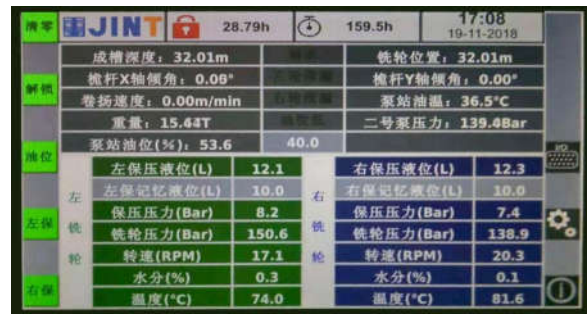 清零 JINT 28.79h 159.5h 17:08
19-11-2018
成槽深度: 32.01m 铣轮位置: 32.01m
解锁 桅杆X轴倾角: 0.06° 桅杆Y轴倾角: 0.00°
卷扬速度: 0.00m/min 泵站油温: 36.5°C
重量: 15.44T 二号泵压力: 139.4Bar
油位 泵站油位(%): 53.6 40.0 I/O
左保压液位(L) 12.1 右保压液位(L) 12.3
左 左保记忆液位(L) 10.0 右 右保记忆液位(L) 10.0
左保 保压压力(Bar) 8.2 保压压力(Bar) 7.4
铣 铣轮压力(Bar) 150.6 铣 铣轮压力(Bar) 138.9
轮 转速(RPM) 17.1 轮 转速(RPM) 20.3
水分(%) 0.3 水分(%) 0.1
右保 温度(°C) 74.0 温度(°C) 81.6